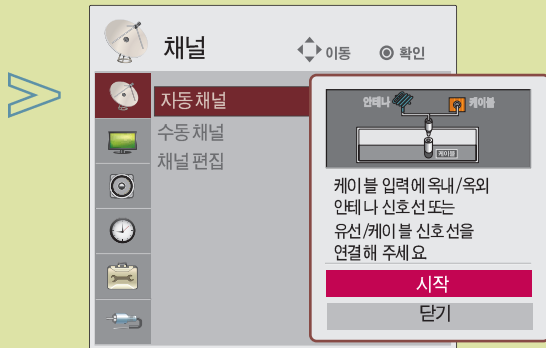 채널
이동
확인
자동 채널
수동 채널
채널 편집
안테나
케이블
케이블
케이블 입력에 옥내/옥외
안테나 신호선 또는
유선/케이블 신호선을
연결해 주세요
시작
닫기